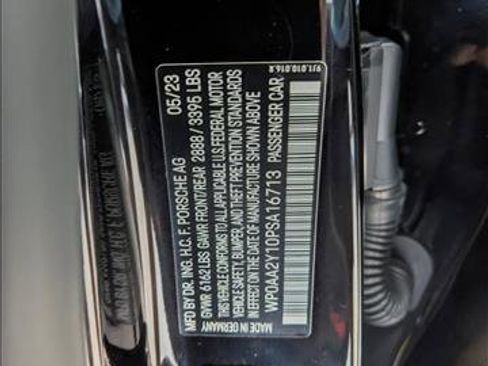 MFD BY DR. ING. H.C. F. PORSCHE AG 05/23
GVWR 6162 LBS GAWR FRONT/REAR 2888 / 3395 LBS
THIS VEHICLE CONFORMS TO ALL APPLICABLE U.S. FEDERAL MOTOR
VEHICLE SAFETY, BUMPER, AND THEFT PREVENTION STANDARDS
IN EFFECT ON THE DATE OF MANUFACTURE SHOWN ABOVE
WP0AA2Y10PSA16713 PASSENGER CAR
MADE IN GERMANY
9J1.010.016.R